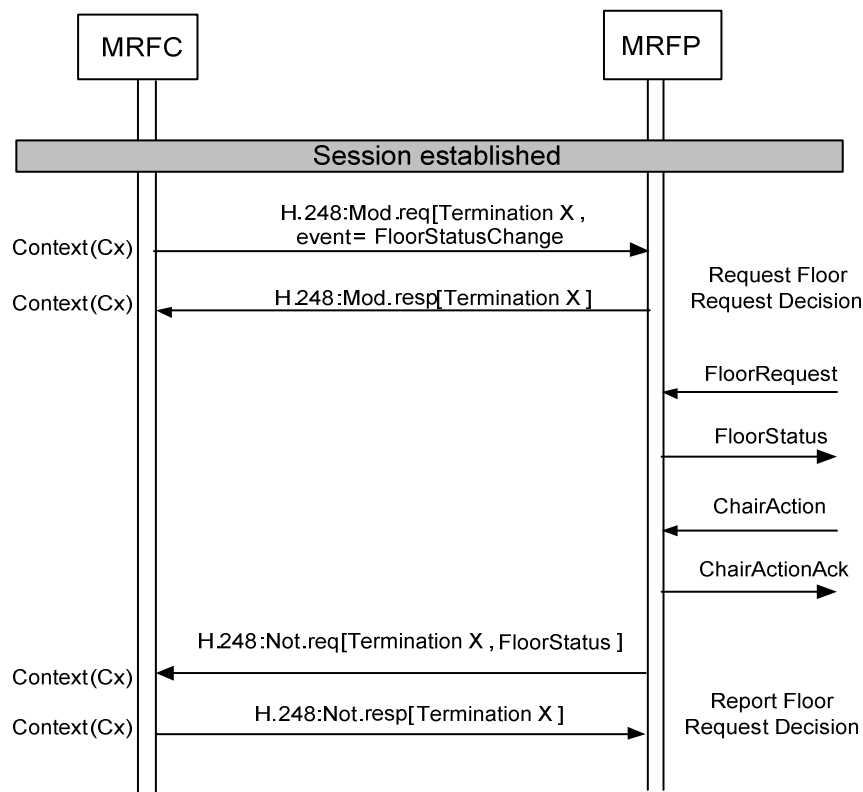 MRFC
MRFP
Session established
H.248:Mod.req[Termination X ,
event= FloorStatusChange
Context(Cx)
Request Floor
Request Decision
H.248:Mod.resp[Termination X ]
Context(Cx)
FloorRequest
FloorStatus
ChairAction
ChairActionAck
H.248:Not.req[Termination X , FloorStatus ]
Context(Cx)
Report Floor
Request Decision
H.248:Not.resp[Termination X ]
Context(Cx)